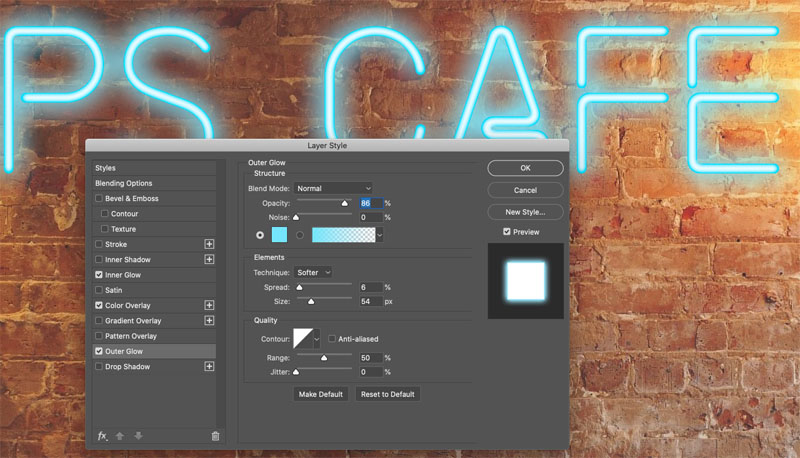 PS CAFE
Layer Style
Styles
Blending Options
Bevel & Emboss
Contour
Texture
Stroke
Inner Shadow
Inner Glow
Satin
Color Overlay
Gradient Overlay
Pattern Overlay
Outer Glow
Drop Shadow
fx
Outer Glow
Structure
Blend Mode: Normal
Opacity: 86 %
Noise: 0 %
Elements
Technique: Softer
Spread: 6 %
Size: 54 px
Quality
Contour: Anti-aliased
Range: 50 %
Jitter: 0 %
Make Default Reset to Default
OK
Cancel
New Style...
Preview